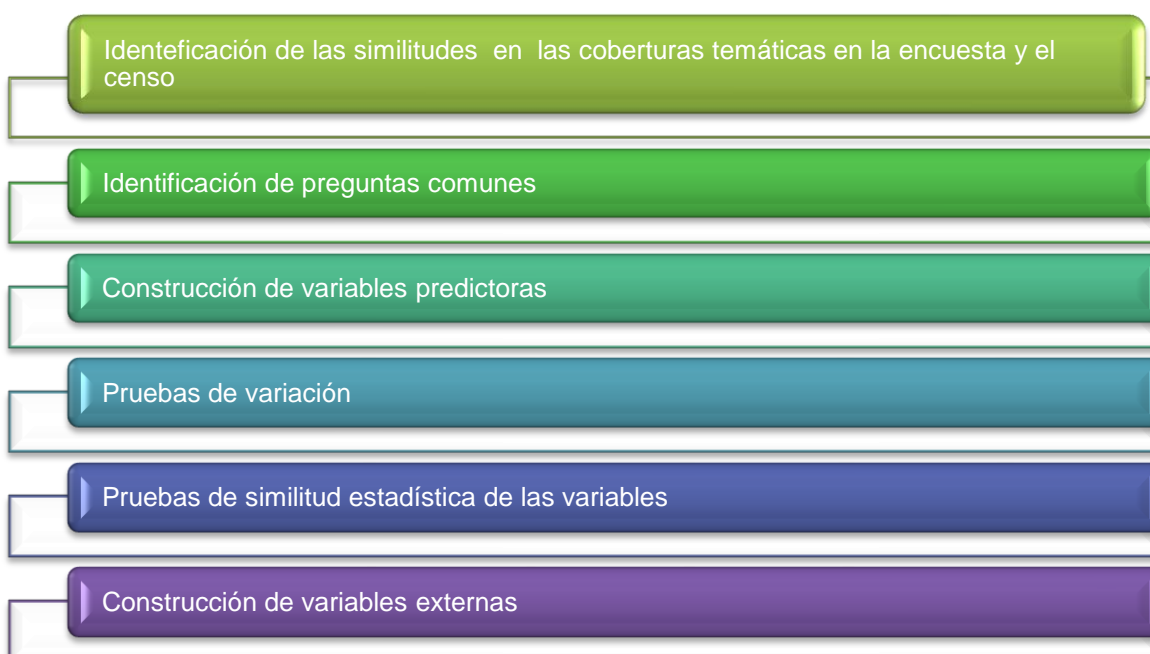 Identeficación de las similitudes en las coberturas temáticas en la encuesta y el
censo
Identificación de preguntas comunes
Construcción de variables predictoras
Pruebas de variación
Pruebas de similitud estadística de las variables
Construcción de variables externas